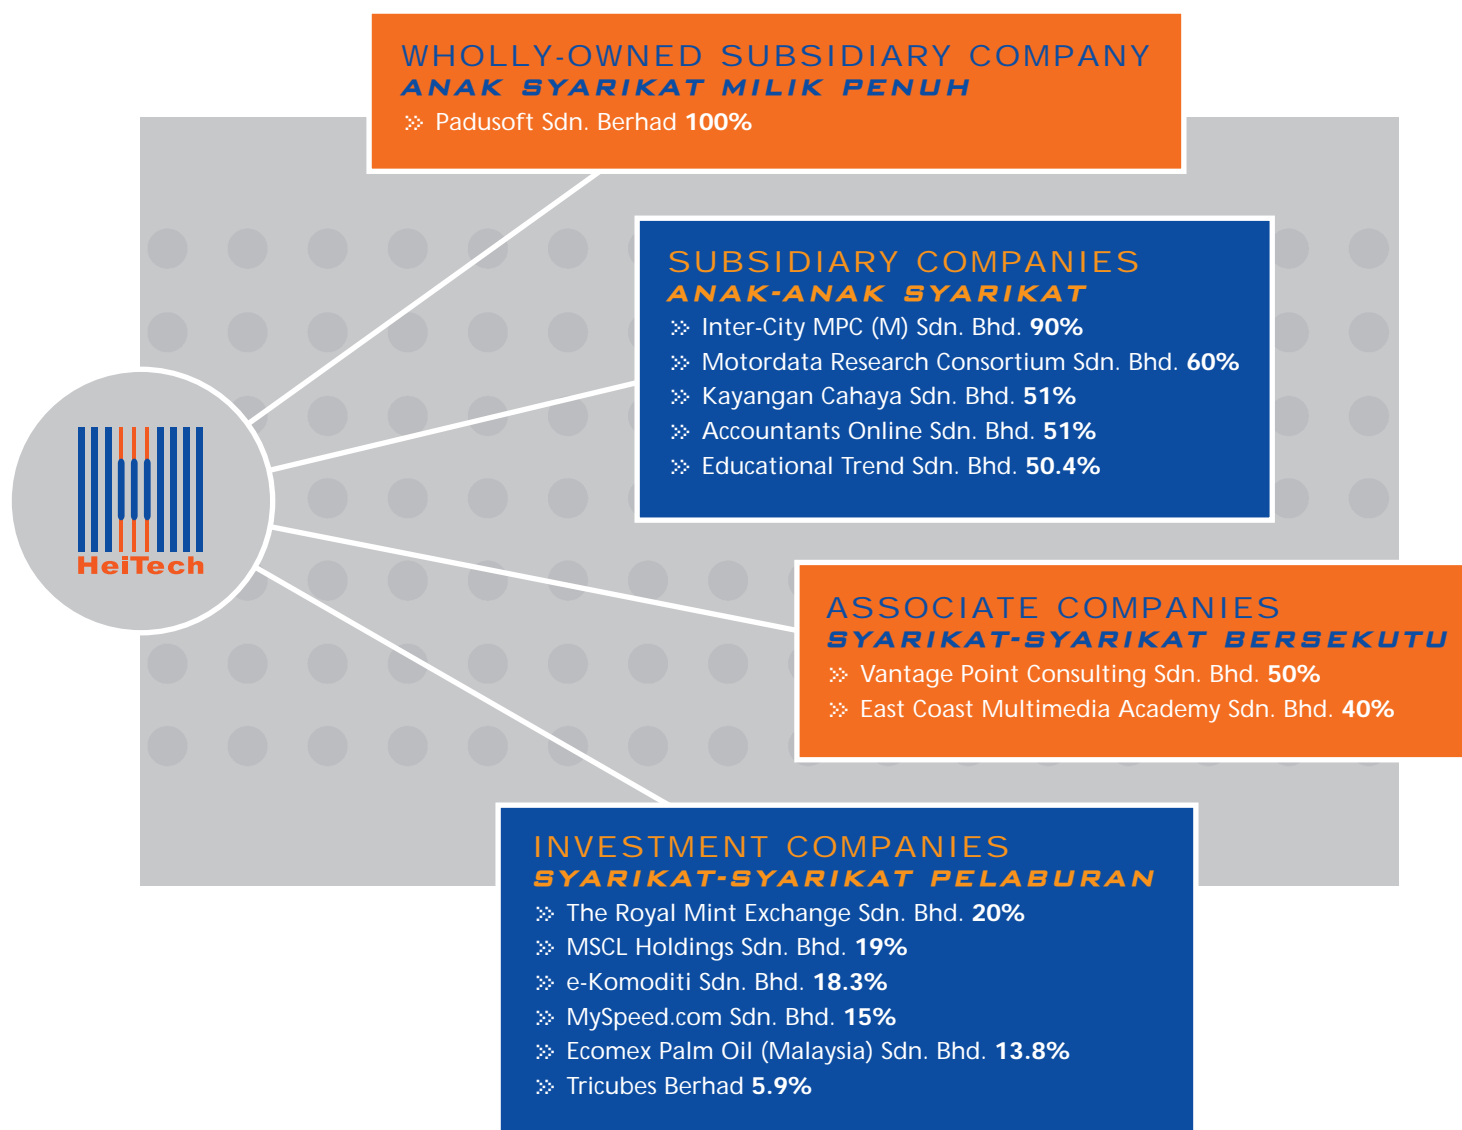 WHOLLY-OWNED SUBSIDIARY COMPANY
ANAK SYARIKAT MILIK PENUH
Padusoft Sdn. Berhad 100%
SUBSIDIARY COMPANIES
ANAK-ANAK SYARIKAT
Inter-City MPC (M) Sdn. Bhd. 90%
Motordata Research Consortium Sdn. Bhd. 60%
Kayangan Cahaya Sdn. Bhd. 51%
Accountants Online Sdn. Bhd. 51%
Educational Trend Sdn. Bhd. 50.4%
HeiTech
ASSOCIATE COMPANIES
SYARIKAT-SYARIKAT BERSEKUTU
Vantage Point Consulting Sdn. Bhd. 50%
East Coast Multimedia Academy Sdn. Bhd. 40%
INVESTMENT COMPANIES
SYARIKAT-SYARIKAT PELABURAN
The Royal Mint Exchange Sdn. Bhd. 20%
MSCL Holdings Sdn. Bhd. 19%
e-Komoditi Sdn. Bhd. 18.3%
MySpeed.com Sdn. Bhd. 15%
Ecomex Palm Oil (Malaysia) Sdn. Bhd. 13.8%
Tricubes Berhad 5.9%